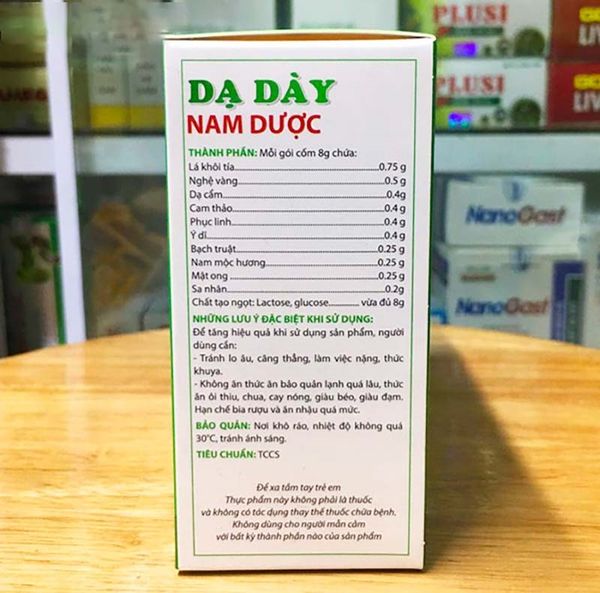 DẠ DÀY
NAM DƯỢC
THÀNH PHẦN: Mỗi gói cốm 8g chứa:
Lá khôi tía 0.75 g
Nghệ vàng 0.5 g
Dạ cẩm 0.4g
Cam thảo 0.4 g
Phục linh 0.4 g
Ý dĩ 0.4 g
Bạch truật 0.25 g
Nam mộc hương 0.25 g
Mật ong 0.25 g
Sa nhân 0.2g
Chất tạo ngọt: Lactose, glucose vừa đủ 8g
NHỮNG LƯU Ý ĐẶC BIỆT KHI SỬ DỤNG:
Để tăng hiệu quả khi sử dụng sản phẩm, người
dùng cần:
- Tránh lo âu, căng thẳng, làm việc nặng, thức
khuya.
- Không ăn thức ăn bảo quản lạnh quá lâu, thức
ăn ôi thiu, chua, cay nóng, giàu béo, giàu đạm.
Hạn chế bia rượu và ăn nhậu quá mức.
BẢO QUẢN: Nơi khô ráo, nhiệt độ không quá
30°C, tránh ánh sáng.
TIÊU CHUẨN: TCCS
Để xa tầm tay trẻ em
Thực phẩm này không phải là thuốc
và không có tác dụng thay thế thuốc chữa bệnh.
Không dùng cho người mẫn cảm
với bất kỳ thành phần nào của sản phẩm
PLUSI
PLUSI
LIV
LIV
NanoGast
NanoGast